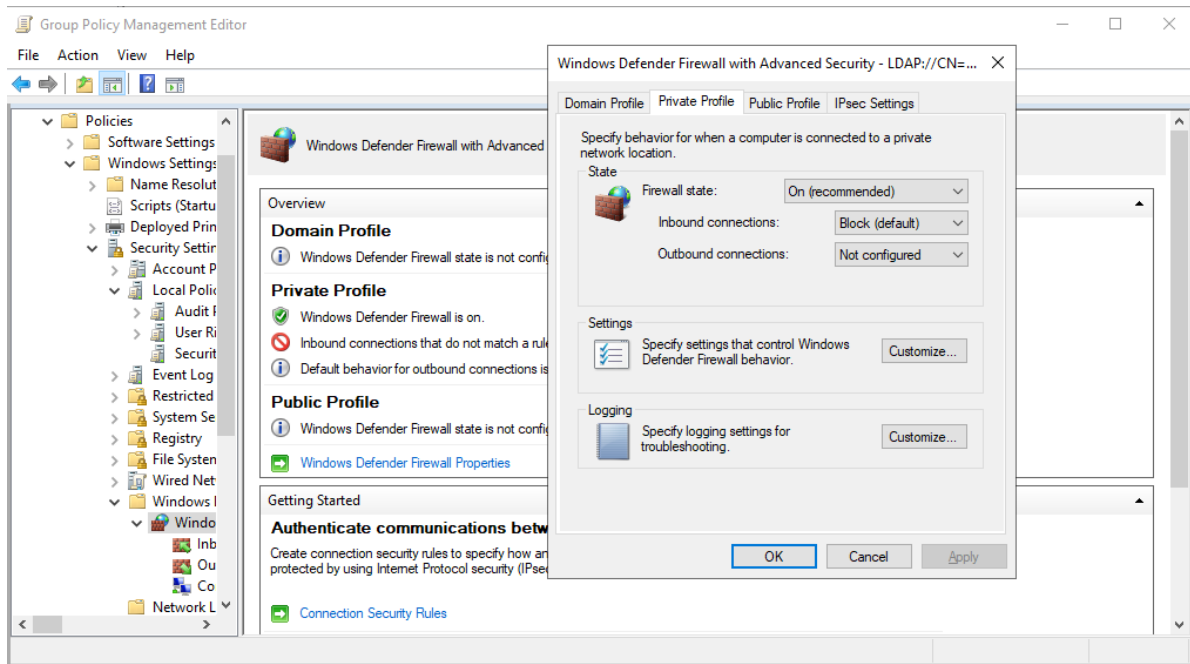 Group Policy Management Editor
File Action View Help
Policies
Software Settings
Windows Settings
Name Resolut
Scripts (Startu
Deployed Prin
Security Settin
Account P
Local Polic
Audit P
User Ri
Securit
Event Log
Restricted
System Se
Registry
File System
Wired Net
Windows
Windo
Inb
Ou
Co
Network L
Windows Defender Firewall with Advanced
Overview
Domain Profile
Windows Defender Firewall state is not config
Private Profile
Windows Defender Firewall is on.
Inbound connections that do not match a rule
Default behavior for outbound connections is
Public Profile
Windows Defender Firewall state is not config
Windows Defender Firewall Properties
Getting Started
Authenticate communications betw
Create connection security rules to specify how an
protected by using Internet Protocol security (IPsec
Connection Security Rules
Windows Defender Firewall with Advanced Security - LDAP://CN=...
Domain Profile Private Profile Public Profile IPsec Settings
Specify behavior for when a computer is connected to a private
network location.
State
Firewall state: On (recommended)
Inbound connections: Block (default)
Outbound connections: Not configured
Settings
Specify settings that control Windows
Defender Firewall behavior.
Customize...
Logging
Specify logging settings for
troubleshooting.
Customize...
OK Cancel Apply